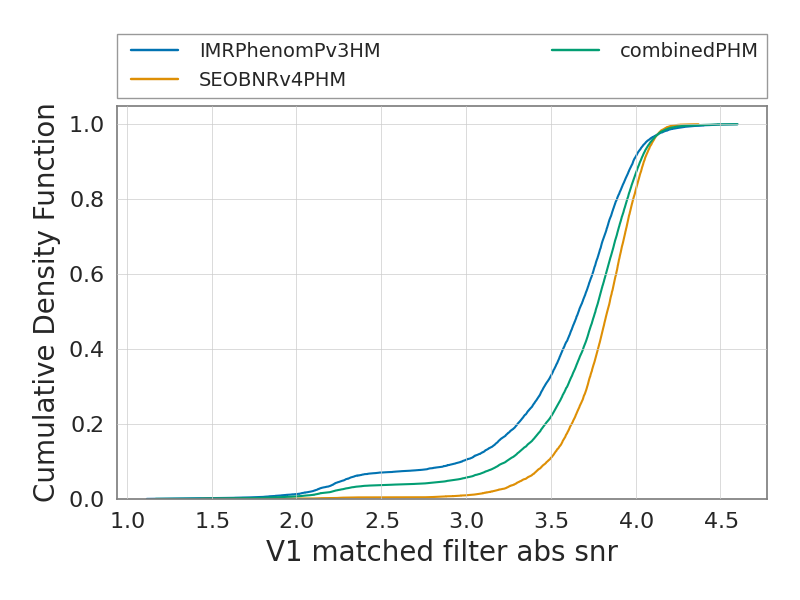 IMRPhenomPv3HM
SEOBNRv4PHM
combinedPHM
Cumulative Density Function
1.0
0.8
0.6
0.4
0.2
0.0
1.0 1.5 2.0 2.5 3.0 3.5 4.0 4.5
V1 matched filter abs snr